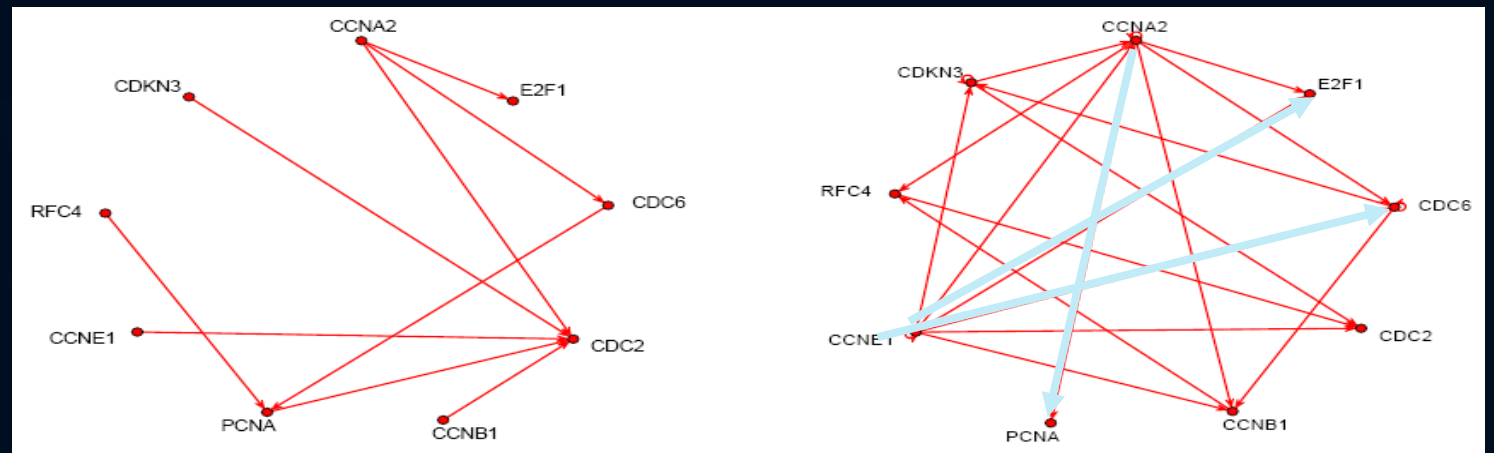 CCNA2
CDKN3
E2F1
RFC4
CDC6
CCNE1
CDC2
PCNA
CCNB1
CCNA2
CDKN3
E2F1
RFC4
CDC6
CCNE1
CDC2
PCNA
CCNB1